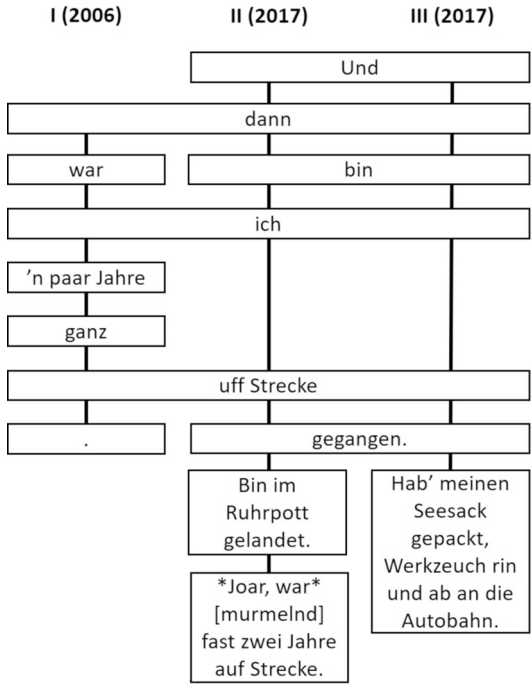 I (2006) II (2017) III (2017)
Und
dann
war bin
ich
’n paar Jahre
ganz
uff Strecke
. gegangen.
Bin im
Ruhrpott
gelandet.
Hab’ meinen
Seesack
gepackt,
Werkzeuch rin
und ab an die
Autobahn.
*Joar, war*
[murmelnd]
fast zwei Jahre
auf Strecke.